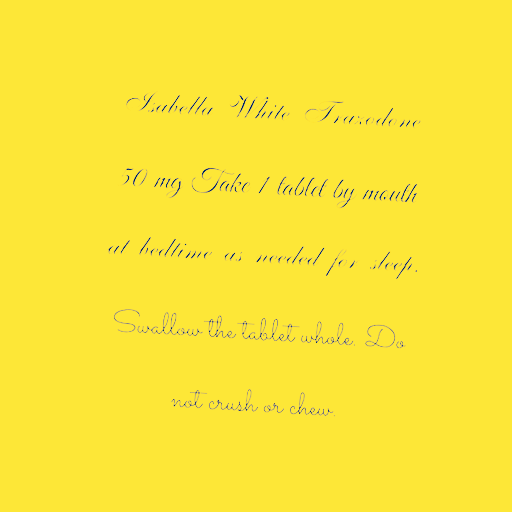 Isabella White Trazodone
50 mg Take 1 tablet by mouth
at bedtime as needed for sleep.
Swallow the tablet whole. Do
not crush or chew.